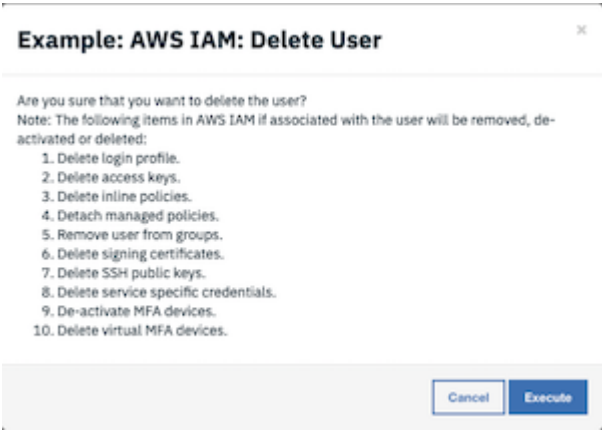 Example: AWS IAM: Delete User
×
Are you sure that you want to delete the user?
Note: The following items in AWS IAM if associated with the user will be removed, de-
activated or deleted:
1. Delete login profile.
2. Delete access keys.
3. Delete inline policies.
4. Detach managed policies.
5. Remove user from groups.
6. Delete signing certificates.
7. Delete SSH public keys.
8. Delete service specific credentials.
9. De-activate MFA devices.
10. Delete virtual MFA devices.
Cancel
Execute